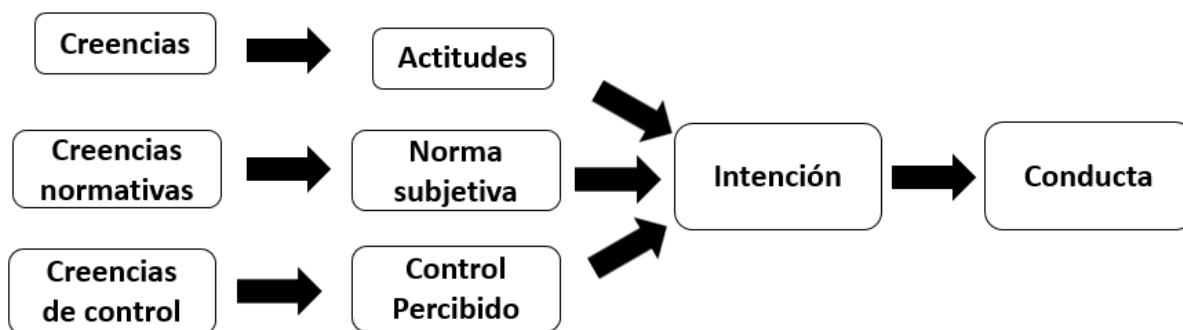 Creencias
Actitudes
Creencias
normativas
Norma
subjetiva
Intención
Conducta
Creencias
de control
Control
Percibido